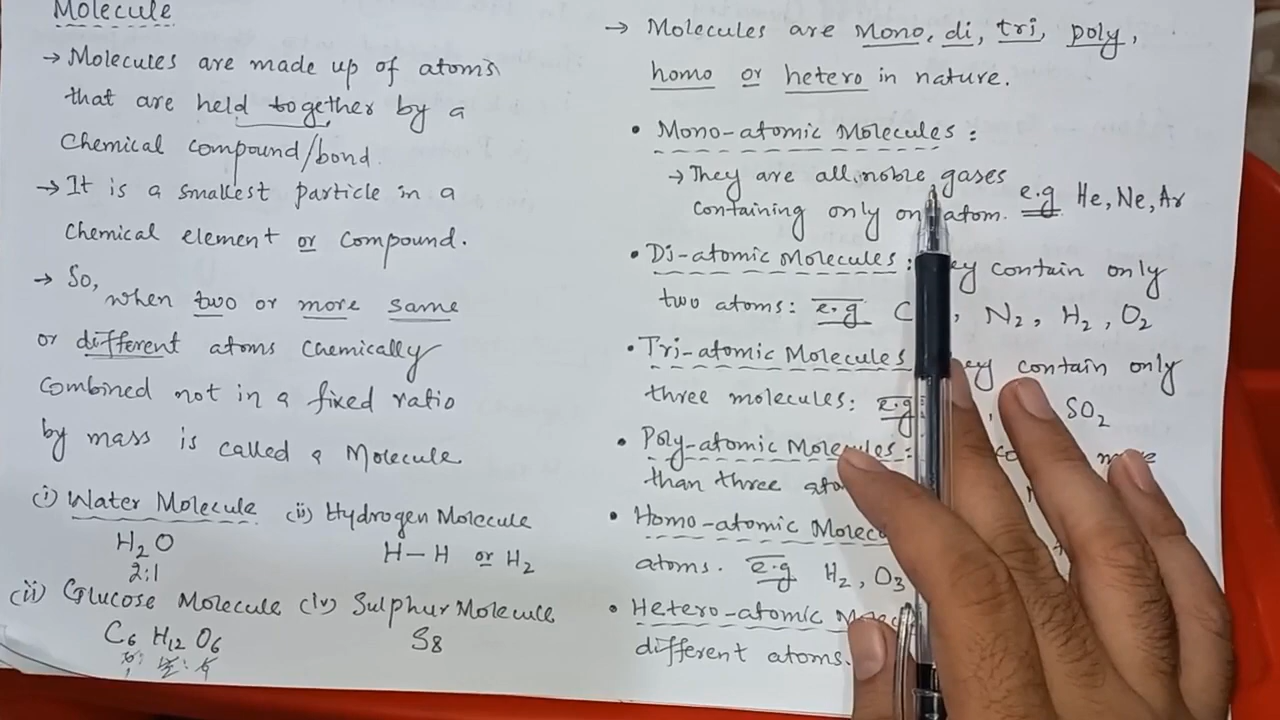 Molecule
→ Molecules are made up of atoms
that are held together by a
Chemical compound/bond.
→ It is a smallest particle in a
Chemical element or Compound.
→ So,
when two or more same
or different atoms chemically
Combined not in a fixed ratio
by mass is called a Molecule
(i) Water Molecule (ii) Hydrogen Molecule
H2O H-H or H2
2:1
(ii) Glucose Molecule (iv) Sulphur Molecule
C6 H12 O6 S8
→ Molecules are Mono, di, tri, poly,
homo or hetero in nature.
• Mono-atomic Molecules :
→ They are all noble gases
Containing only atom. e.g He, Ne, Ar
• Di-atomic Molecules : contain only
two atoms: e.g , N2, H2, O2
• Tri-atomic Molecules contain only
three molecules: e.g , SO2
• Poly-atomic Molecules :
than three
• Homo-atomic
atoms. e.g H2, O3
• Hetero-atomic
different atoms.